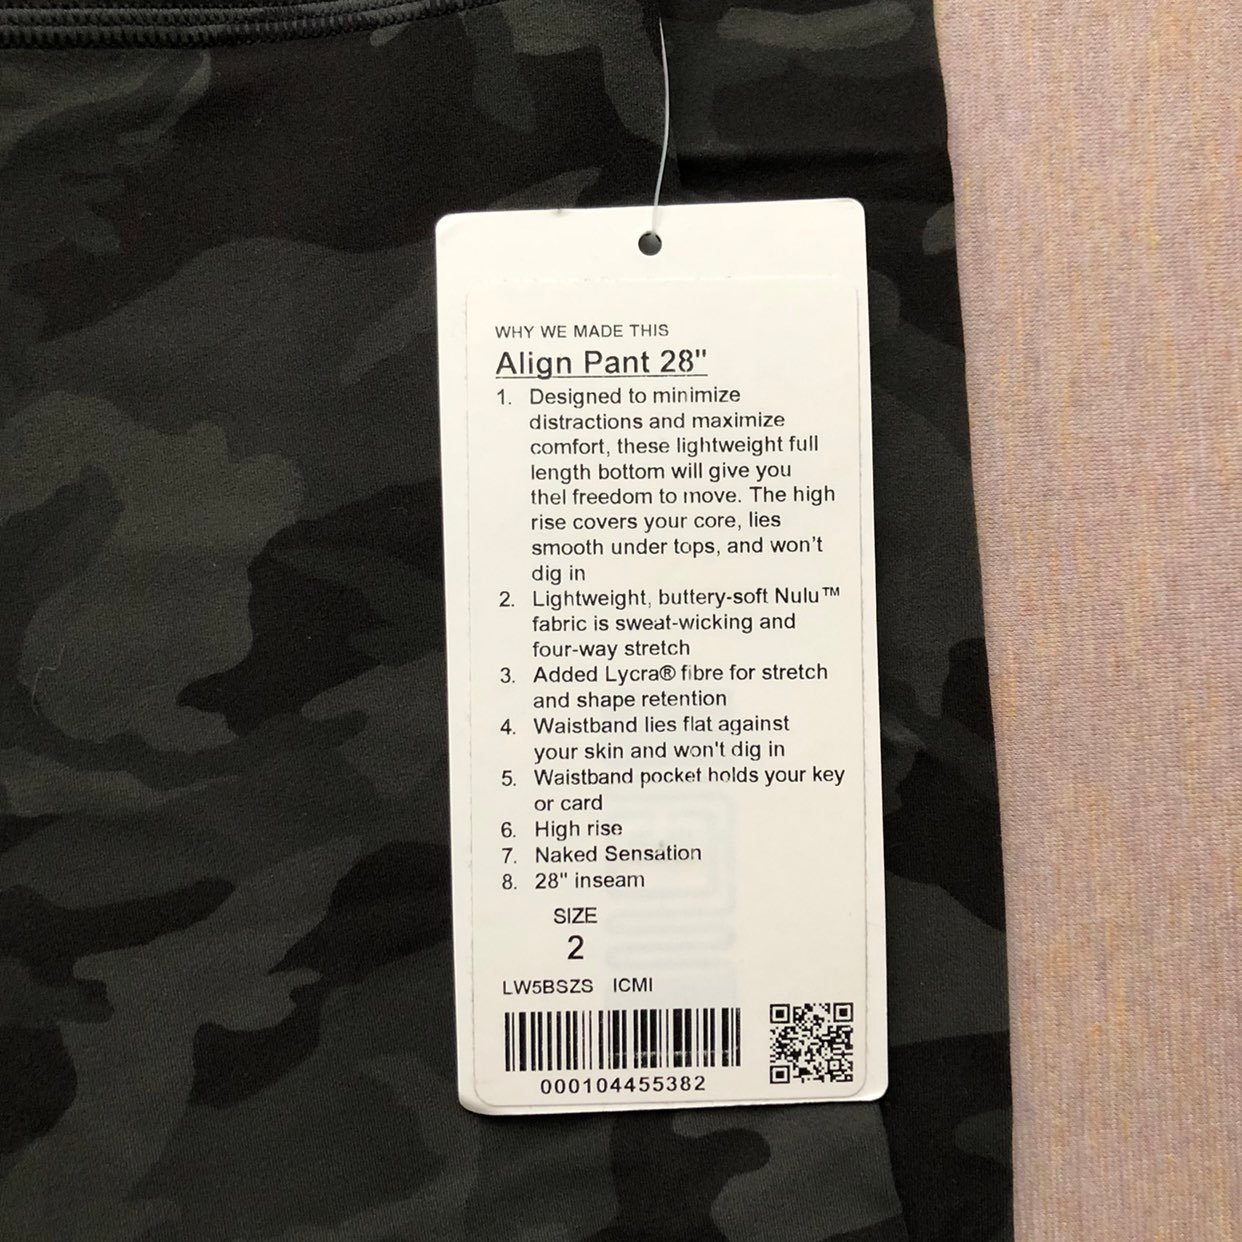 WHY WE MADE THIS
Align Pant 28"
1. Designed to minimize
distractions and maximize
comfort, these lightweight full
length bottom will give you
thel freedom to move. The high
rise covers your core, lies
smooth under tops, and won't
dig in
2. Lightweight, buttery-soft Nulu™
fabric is sweat-wicking and
four-way stretch
3. Added Lycra® fibre for stretch
and shape retention
4. Waistband lies flat against
your skin and won't dig in
5. Waistband pocket holds your key
or card
6. High rise
7. Naked Sensation
8. 28" inseam
SIZE
2
LW5BSZS ICMI
000104455382